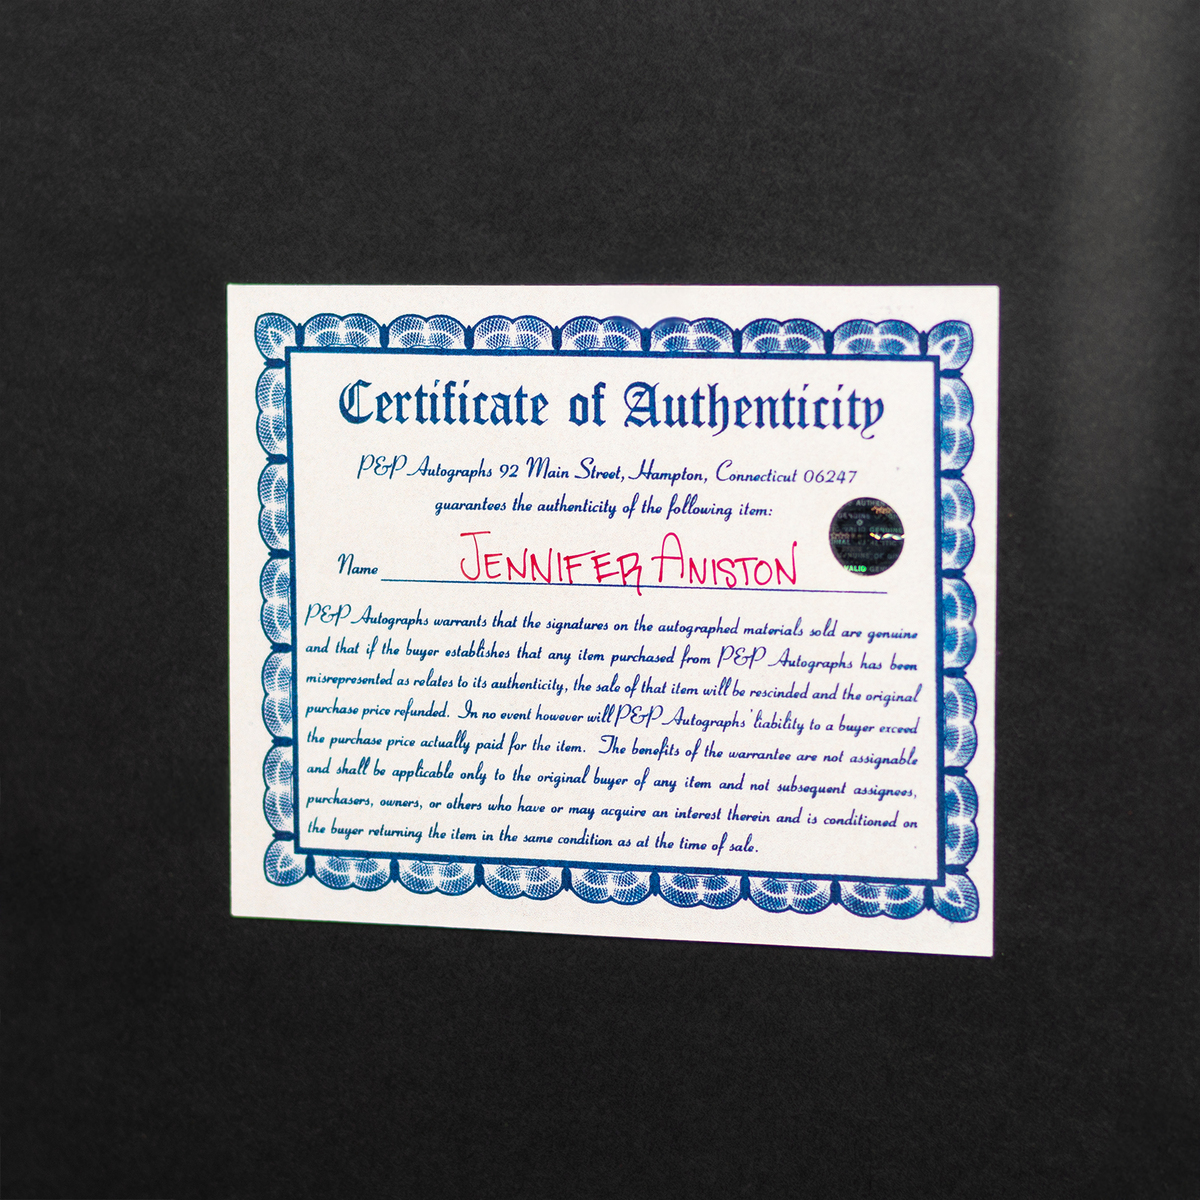 Certificate of Authenticity
P&P Autographs 92 Main Street, Hampton, Connecticut 06247
guarantees the authenticity of the following item:
Name JENNIFER ANISTON
VALID
P&P Autographs warrants that the signatures on the autographed materials sold are genuine
and that if the buyer establishes that any item purchased from P&P Autographs has been
misrepresented as relates to its authenticity, the sale of that item will be rescinded and the original
purchase price refunded. In no event however will P&P Autographs' liability to a buyer exceed
the purchase price actually paid for the item. The benefits of the warrantee are not assignable
and shall be applicable only to the original buyer of any item and not subsequent assignees,
purchasers, owners, or others who have or may acquire an interest therein and is conditioned on
the buyer returning the item in the same condition as at the time of sale.